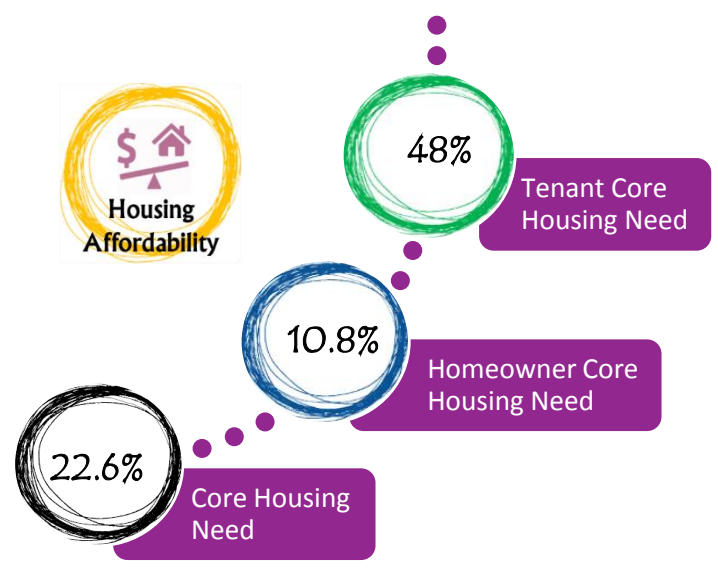 48%
Tenant Core
Housing Need
$
Housing
Affordability
10.8%
Homeowner Core
Housing Need
22.6%
Core Housing
Need